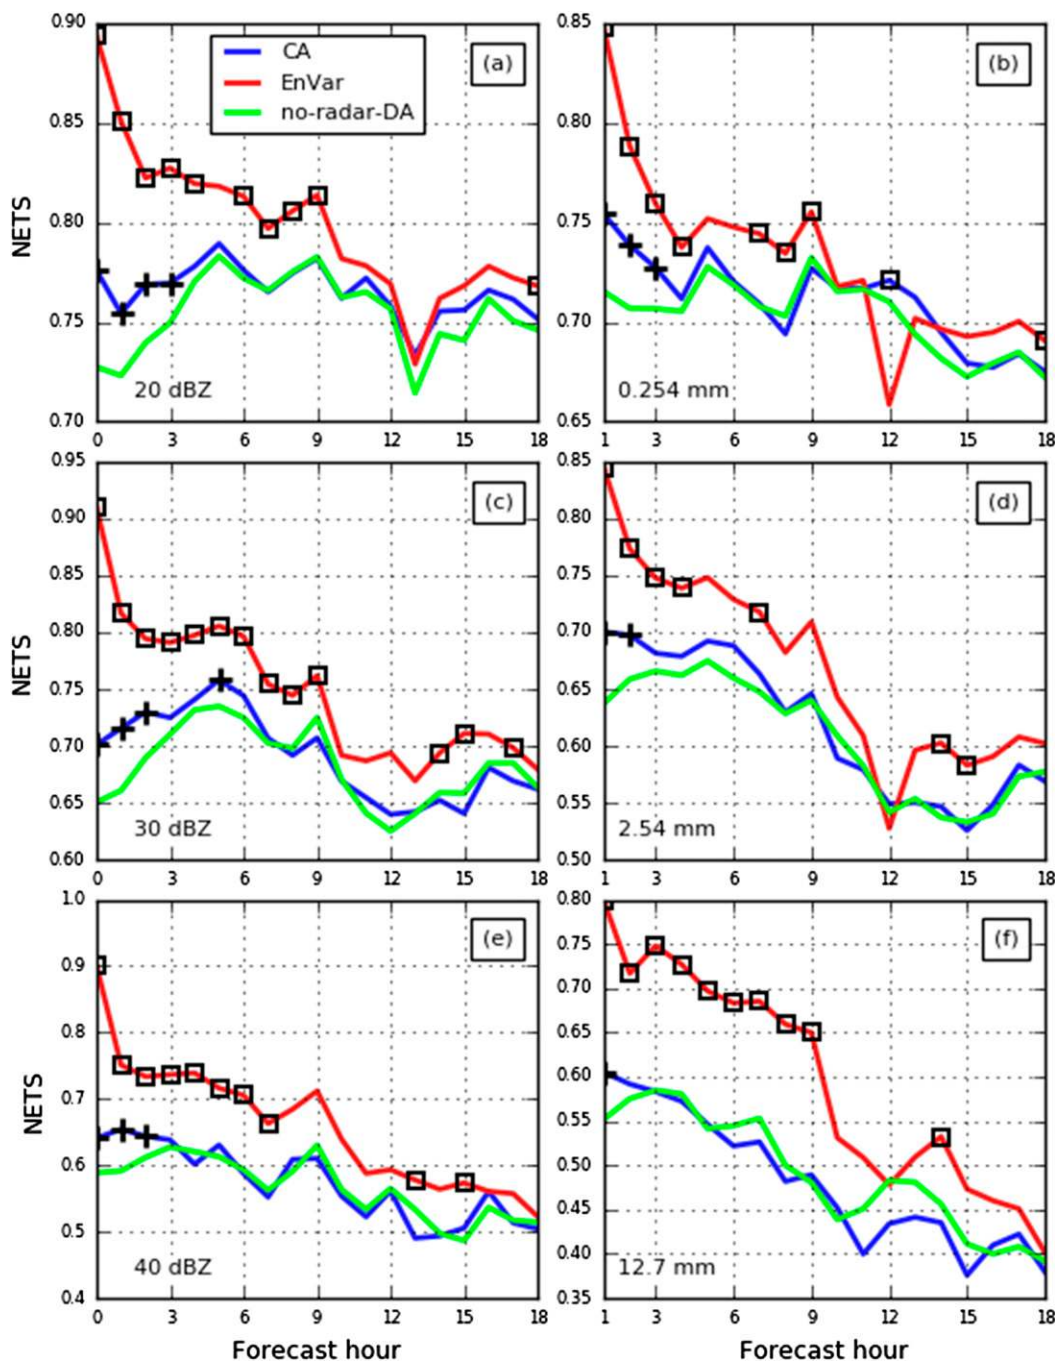 0.90
0.85
0.80
0.75
0.70
NETS
0 3 6 9 12 15 18
CA
EnVar
no-radar-DA
(a)
20 dBZ
0.85
0.80
0.75
0.70
0.65
1 3 6 9 12 15 18
(b)
0.254 mm
0.95
0.90
0.85
0.80
0.75
0.70
0.65
0.60
NETS
0 3 6 9 12 15 18
(c)
30 dBZ
0.85
0.80
0.75
0.70
0.65
0.60
0.55
0.50
1 3 6 9 12 15 18
(d)
2.54 mm
1.0
0.9
0.8
0.7
0.6
0.5
0.4
NETS
0 3 6 9 12 15 18
(e)
40 dBZ
Forecast hour
0.80
0.75
0.70
0.65
0.60
0.55
0.50
0.45
0.40
0.35
1 3 6 9 12 15 18
(f)
12.7 mm
Forecast hour